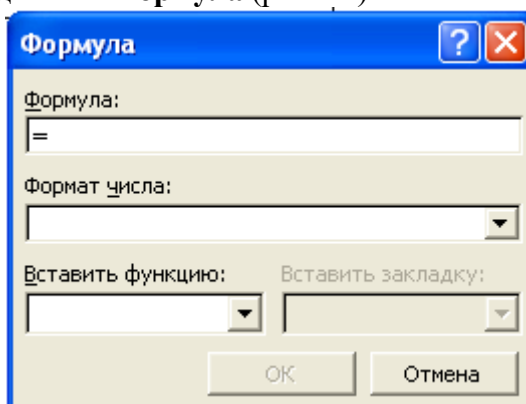 Формула
Формула:
=
Формат числа:
Вставить функцию: Вставить закладку:
ОК Отмена